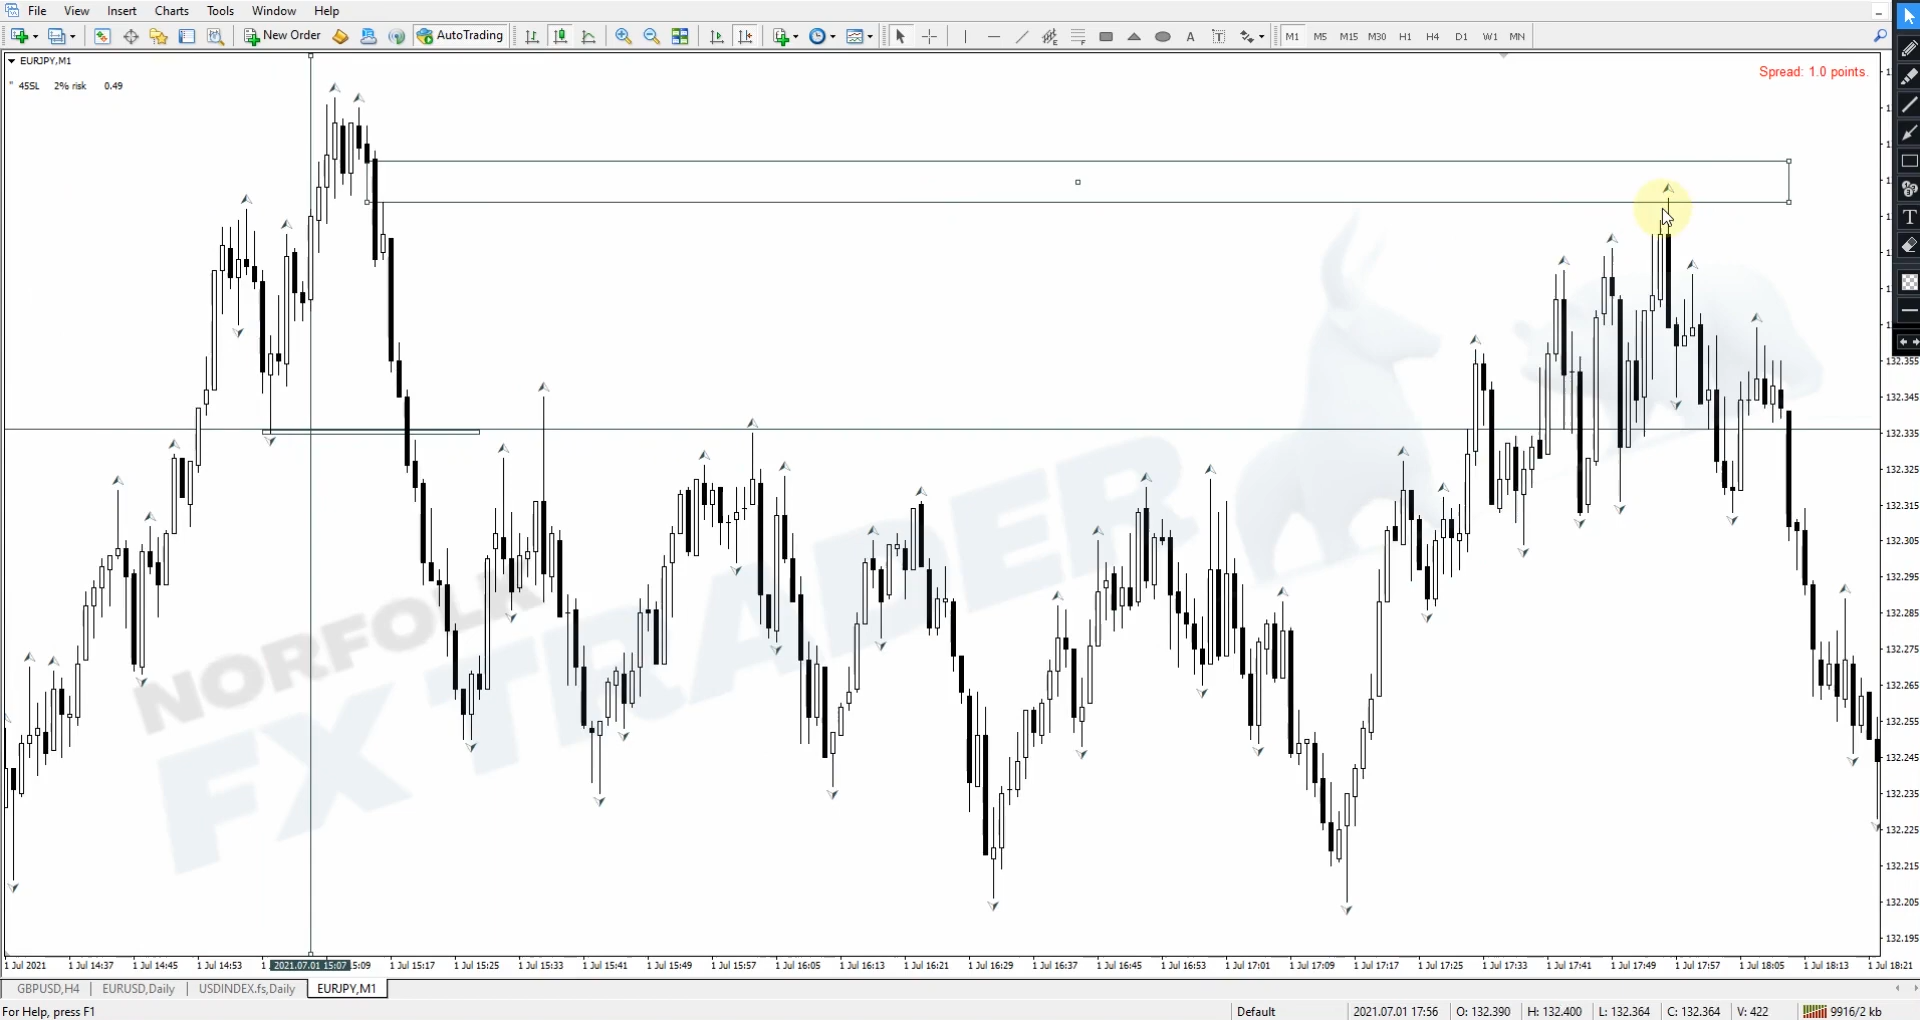 File View Insert Charts Tools Window Help
New Order AutoTrading A T M1 M5 M15 M30 H1 H4 D1 W1 MN
EURJPY,M1
Spread: 1.0 points.
" 45SL 2% risk 0.49
132.355
132.345
132.335
132.325
132.315
132.305
132.295
132.285
132.275
132.265
132.255
132.245
132.235
132.225
132.215
132.205
132.195
NORFOLK
FX TRADER
1 Jul 2021 1 Jul 14:37 1 Jul 14:45 1 Jul 14:53 1 2021.07.01 15:07 15:09 1 Jul 15:17 1 Jul 15:25 1 Jul 15:33 1 Jul 15:41 1 Jul 15:49 1 Jul 15:57 1 Jul 16:05 1 Jul 16:13 1 Jul 16:21 1 Jul 16:29 1 Jul 16:37 1 Jul 16:45 1 Jul 16:53 1 Jul 17:01 1 Jul 17:09 1 Jul 17:17 1 Jul 17:25 1 Jul 17:33 1 Jul 17:41 1 Jul 17:49 1 Jul 17:57 1 Jul 18:05 1 Jul 18:13 1 Jul 18:21
GBPUSD,H4 EURUSD,Daily USDINDEX.fs,Daily EURJPY,M1
For Help, press F1 Default 2021.07.01 17:56 O: 132.390 H: 132.400 L: 132.364 C: 132.364 V: 422 9916/2 kb